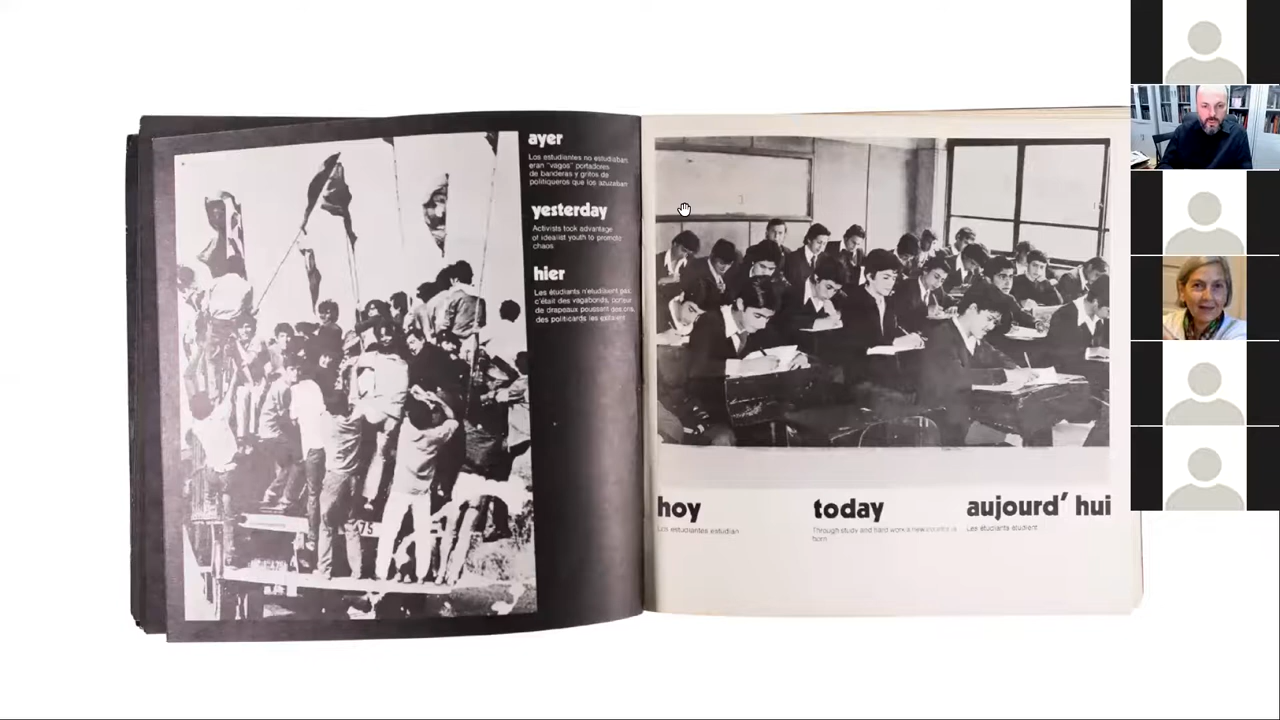 ayer
Los estudiantes no estudiaban
eran "vagos" portadores
de banderas y gritos de
politiqueros que los azuzaban
yesterday
Activists took advantage
of idealist youth to promote
chaos
hier
Les étudiants n'etudiaient pas
c'était des vagabonds, porteur
de drapeaux poussant des cris,
des politicards les
75
hoy
Los estudiantes estudian
today
Through study and hard work a new is
born
aujourd' hui
Les étudiants étudient